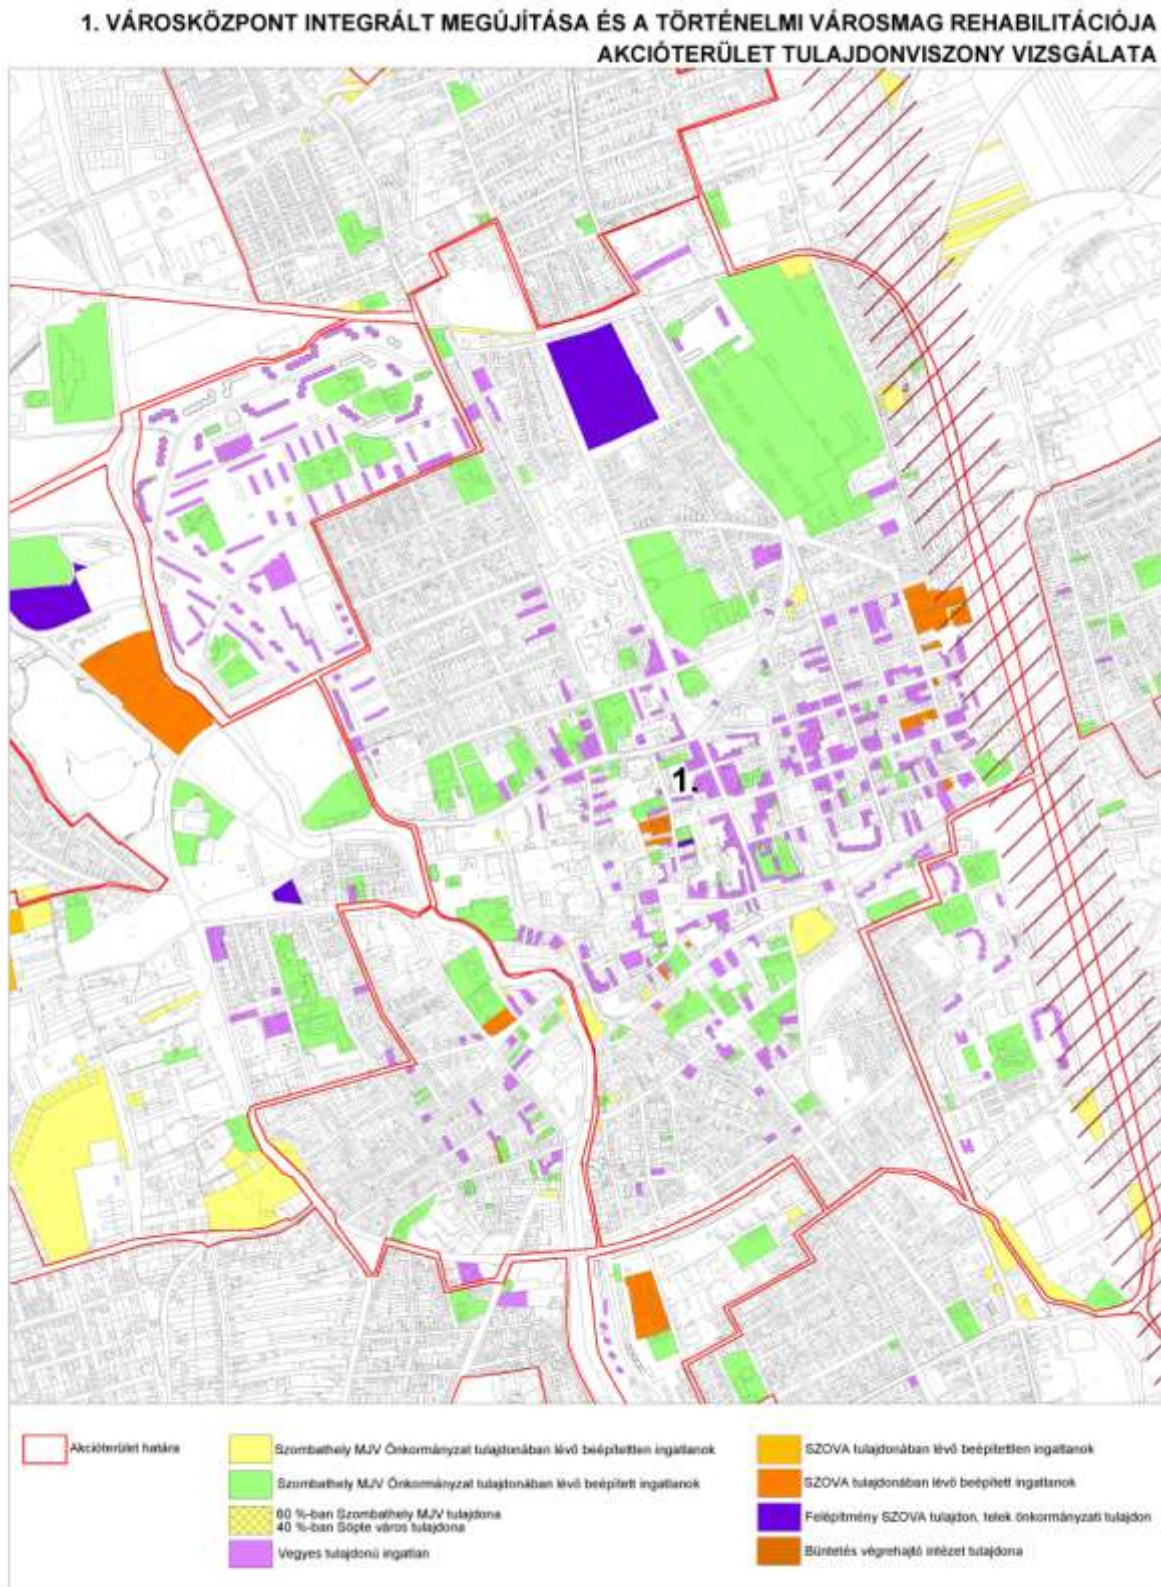 1. VÁROSKÖZPONT INTEGRÁLT MEGÚJÍTÁSA ÉS A TÖRTÉNELMI VÁROSMAG REHABILITÁCIÓJA
AKCIÓTERÜLET TULAJDONVISZONY VIZSGÁLATA
1.
Akcióterület határa
Szombathely MJV Önkormányzat tulajdonában lévő beépítettlen ingatlanok
Szombathely MJV Önkormányzat tulajdonában lévő beépített ingatlanok
60 %-ban Szombathely MJV tulajdona
40 %-ban Söpte város tulajdona
Vegyes tulajdonú ingatlan
SZOVA tulajdonában lévő beépítettlen ingatlanok
SZOVA tulajdonában lévő beépített ingatlanok
Felépítmény SZOVA tulajdon, telek önkormányzati tulajdon
Büntetés végrehajtó intézet tulajdona